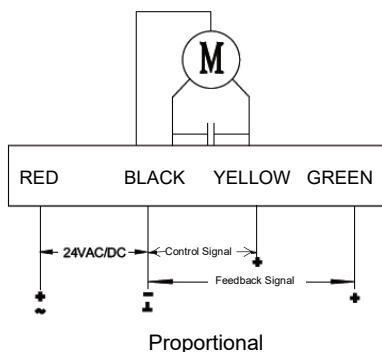 M
RED BLACK YELLOW GREEN
24VAC/DC Control Signal
+
Feedback Signal
+ − +
~ ⊥
Proportional